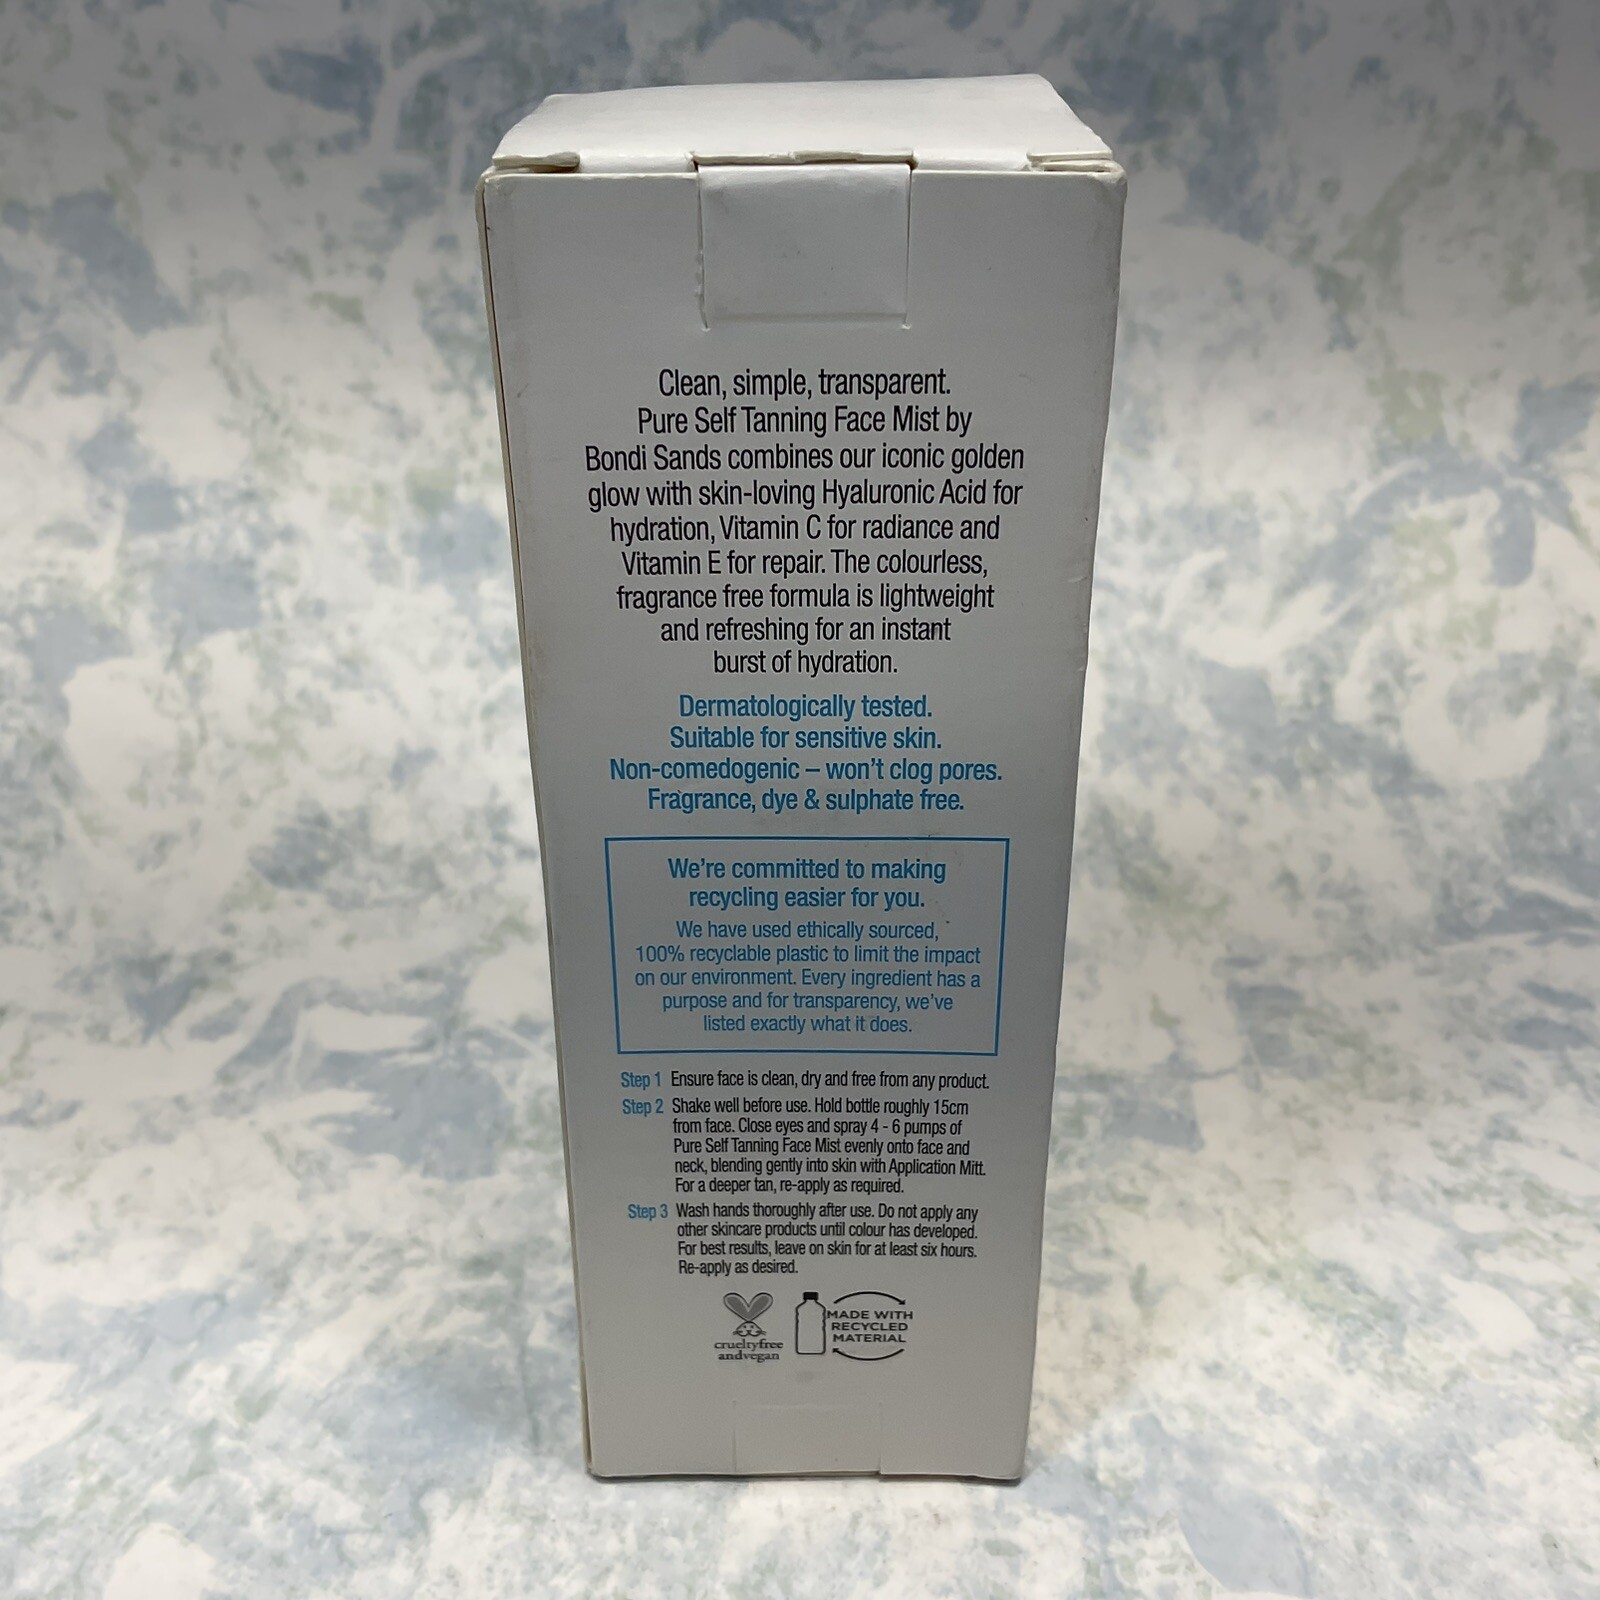 Clean, simple, transparent.
Pure Self Tanning Face Mist by
Bondi Sands combines our iconic golden
glow with skin-loving Hyaluronic Acid for
hydration, Vitamin C for radiance and
Vitamin E for repair. The colourless,
fragrance free formula is lightweight
and refreshing for an instant
burst of hydration.
Dermatologically tested.
Suitable for sensitive skin.
Non-comedogenic – won't clog pores.
Fragrance, dye & sulphate free.
We're committed to making
recycling easier for you.
We have used ethically sourced,
100% recyclable plastic to limit the impact
on our environment. Every ingredient has a
purpose and for transparency, we've
listed exactly what it does.
Step 1 Ensure face is clean, dry and free from any product.
Step 2 Shake well before use. Hold bottle roughly 15cm
from face. Close eyes and spray 4 - 6 pumps of
Pure Self Tanning Face Mist evenly onto face and
neck, blending gently into skin with Application Mitt.
For a deeper tan, re-apply as required.
Step 3 Wash hands thoroughly after use. Do not apply any
other skincare products until colour has developed.
For best results, leave on skin for at least six hours.
Re-apply as desired.
crueltyfree
andvegan
MADE WITH
RECYCLED
MATERIAL